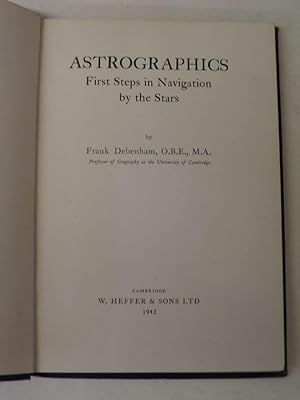 ASTROGRAPHICS
First Steps in Navigation
by the Stars
by
Frank Debenham, O.B.E., M.A.
Professor of Geography at the University of Cambridge
CAMBRIDGE
W. HEFFER & SONS LTD
1942